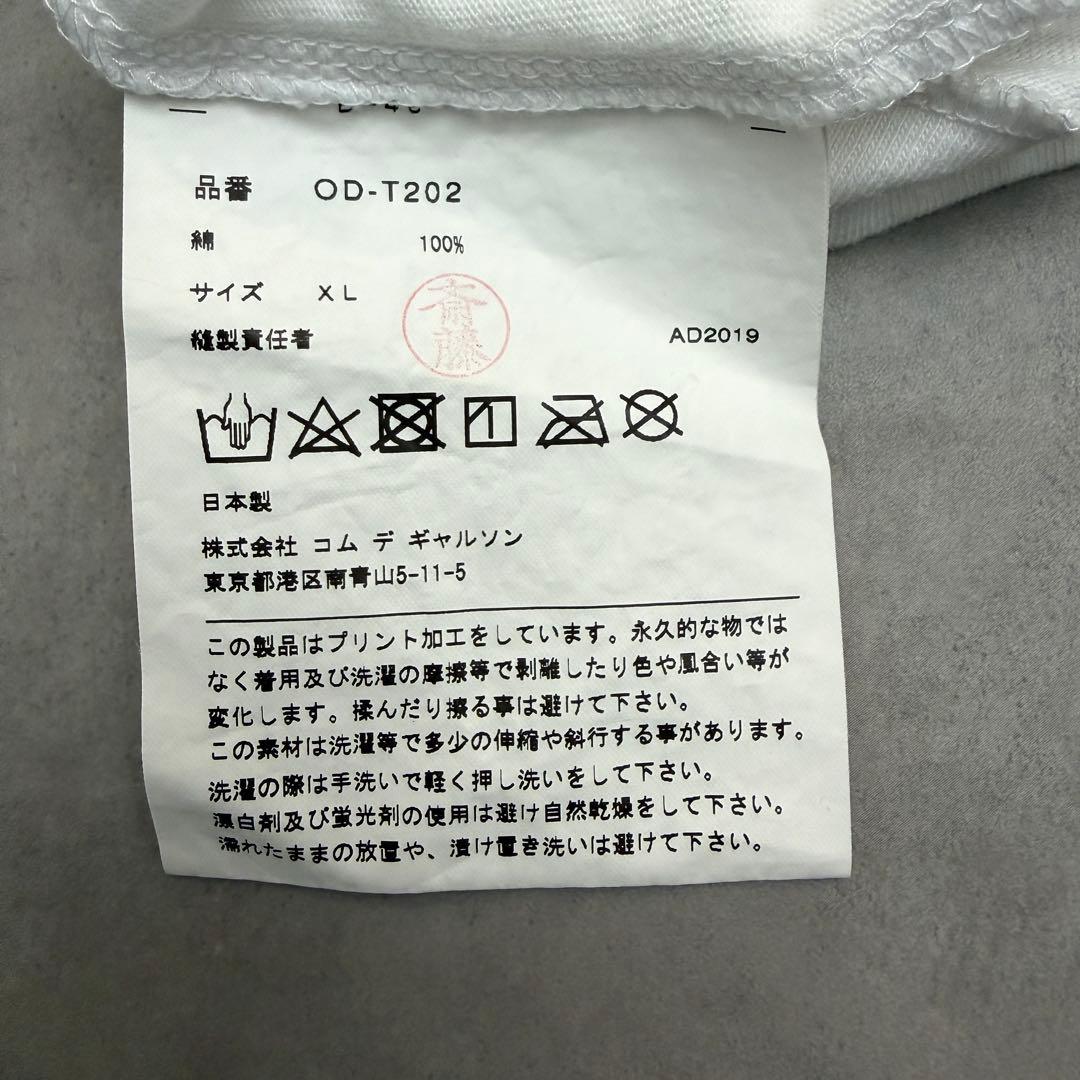 品番 OD-T202
綿 100%
サイズ XL
斎藤
縫製責任者 AD2019
日本製
株式会社 コム デ ギャルソン
東京都港区南青山5-11-5
この製品はプリント加工をしています。永久的な物では
なく着用及び洗濯の摩擦等で剥離したり色や風合い等が
変化します。揉んだり擦る事は避けて下さい。
この素材は洗濯等で多少の伸縮や斜行する事があります。
洗濯の際は手洗いで軽く押し洗いをして下さい。
漂白剤及び蛍光剤の使用は避け自然乾燥をして下さい。
濡れたままの放置や、漬け置き洗いは避けて下さい。